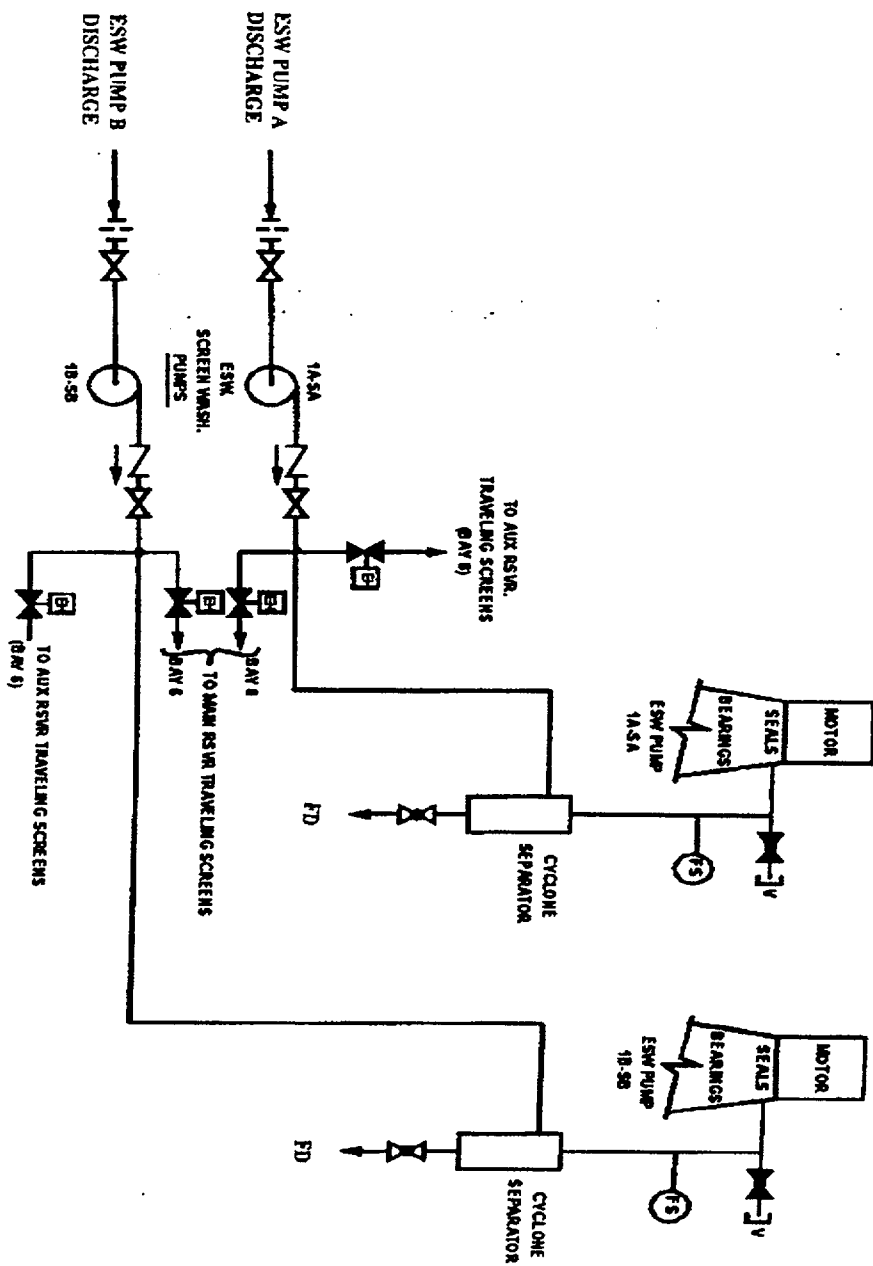 MOTOR
SEALS
BEARINGS
ESW PUMP
1A-SA
V
FS
CYCLONE
SEPARATOR
FD
MOTOR
SEALS
BEARINGS
ESW PUMP
1B-SB
V
FS
CYCLONE
SEPARATOR
FD
TO AUX RSVR.
TRAVELING SCREENS
(BAY 8)
E
ESW PUMP A
DISCHARGE
1A-SA
ESW
SCREEN WASH.
PUMPS
1B-SB
E
BAY 8
TO MAIN RSVR TRAVELING SCREENS
E
BAY 6
ESW PUMP B
DISCHARGE
E
TO AUX RSVR TRAVELING SCREENS
(BAY 6)